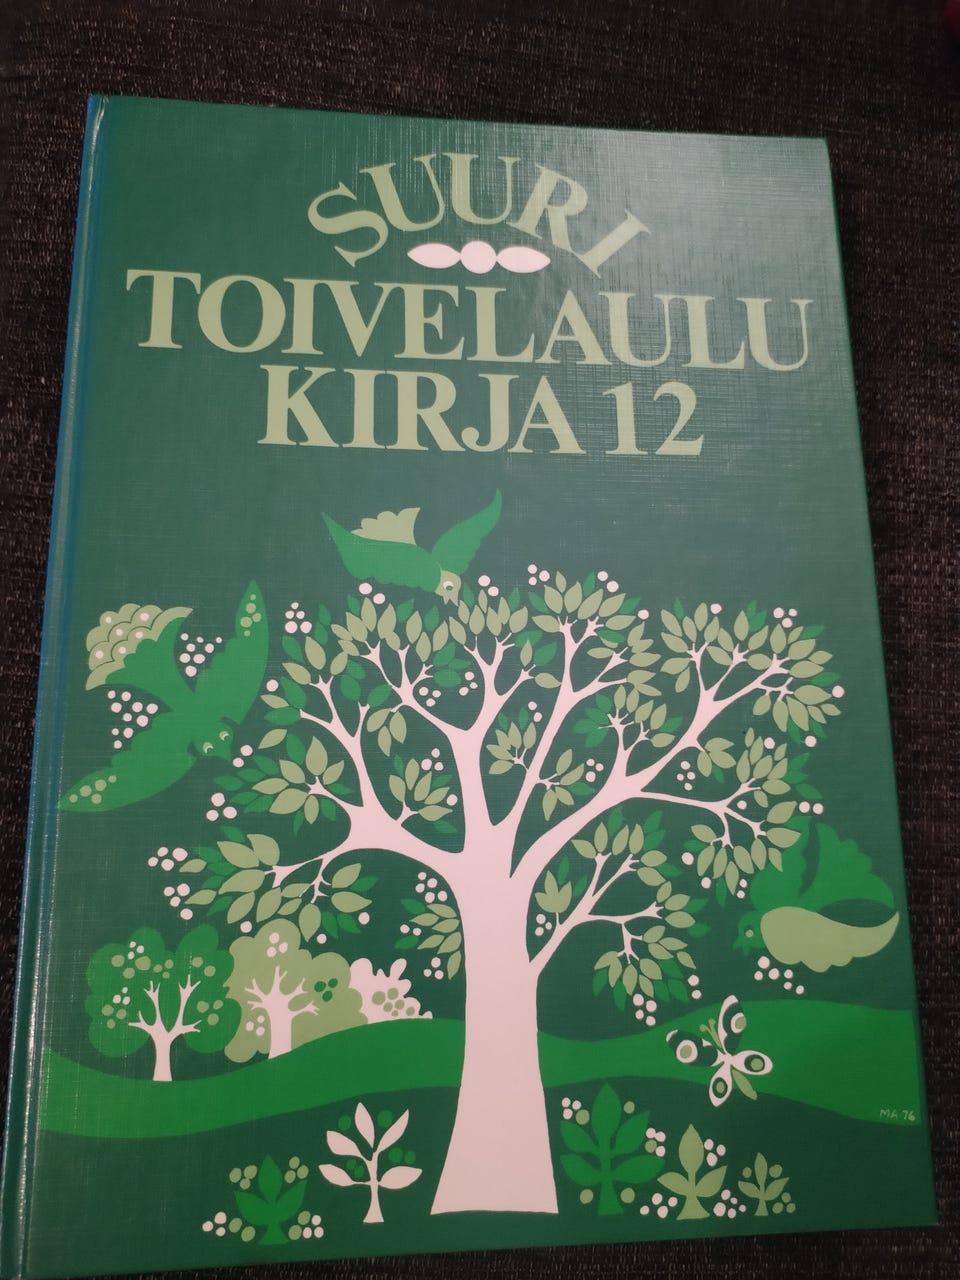 SUURI
TOIVELAULU
KIRJA 12
MA 76